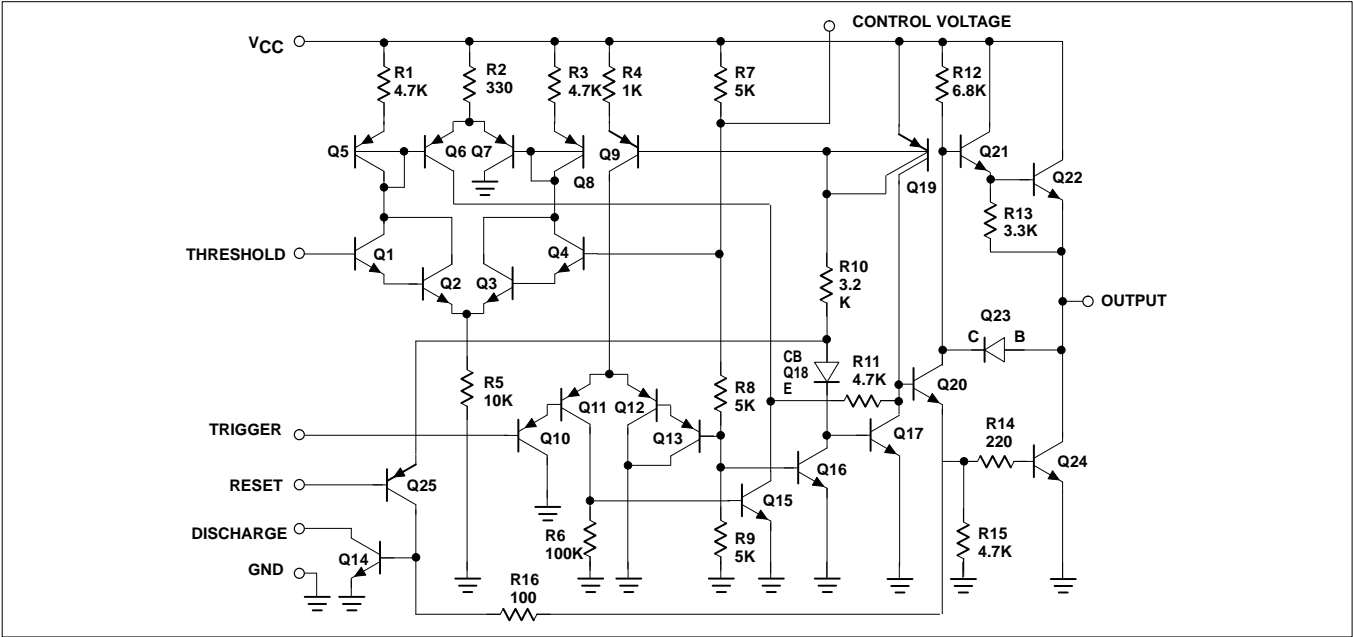 CONTROL VOLTAGE
VCC
R1
4.7K
R2
330
R3
4.7K
R4
1K
R7
5K
R12
6.8K
Q5
Q6
Q7
Q8
Q9
Q19
Q21
Q22
R13
3.3K
THRESHOLD
Q1
Q2
Q3
Q4
R10
3.2
K
OUTPUT
Q23
C
B
CB
Q18
E
R11
4.7K
Q20
R5
10K
R8
5K
Q11
Q12
Q10
Q13
TRIGGER
Q17
R14
220
Q24
Q16
RESET
Q25
Q15
DISCHARGE
Q14
R6
100K
R9
5K
R15
4.7K
GND
R16
100